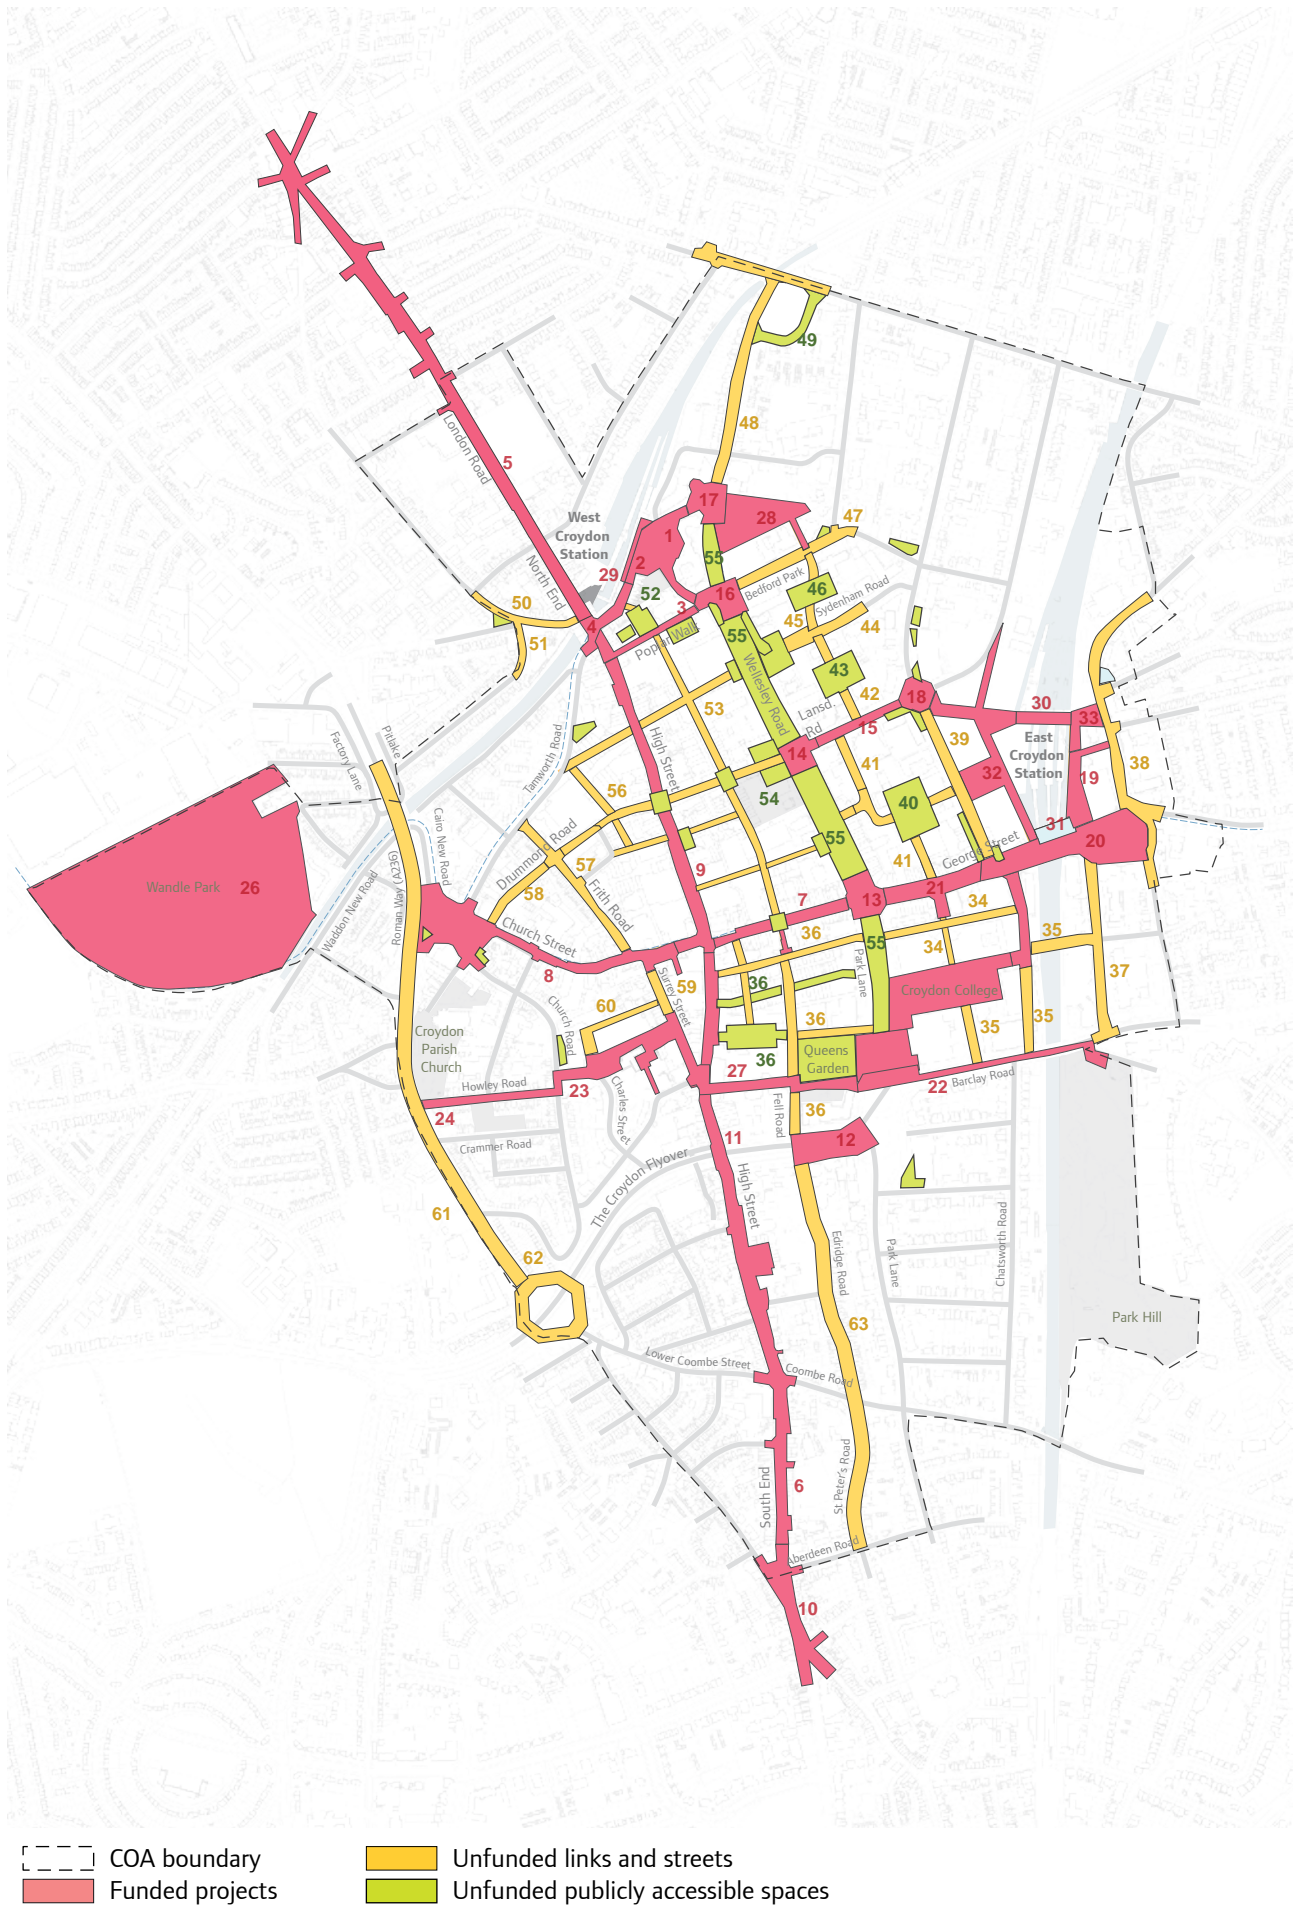 49
48
London Road
5
17
47
West
Croydon
Station
28
1
55
North End
2
29
Bedford Park
46
Sydenham Road
52
16
50
3
45
44
4
55
51
Poplar Walk
43
42
18
Wellesley Road
Lansd.
Rd
30
53
15
33
Pitlake
Factory Lane
High Street
39
East
Croydon
Station
14
Tamworth Road
41
38
32
19
56
54
40
Cairo New Road
31
Drummond Road
55
George Street
20
57
41
9
Wandle Park
26
58
Frith Road
21
7
13
34
Roman Way (A236)
Waddon New Road
Church Street
36
35
55
34
8
Surrey Street
59
36
Park Lane
37
Croydon College
60
Church Road
36
35
35
Croydon
Parish
Church
36
Queens
Garden
27
Howley Road
23
22
Barclay Road
24
Charles Street
Fell Road
36
Crammer Road
11
12
The Croydon Flyover
High Street
61
Edridge Road
Park Lane
Chatsworth Road
62
63
Park Hill
Lower Coombe Street
Coombe Road
South End
St Peter's Road
6
Aberdeen Road
10
COA boundary
Funded projects
Unfunded links and streets
Unfunded publicly accessible spaces